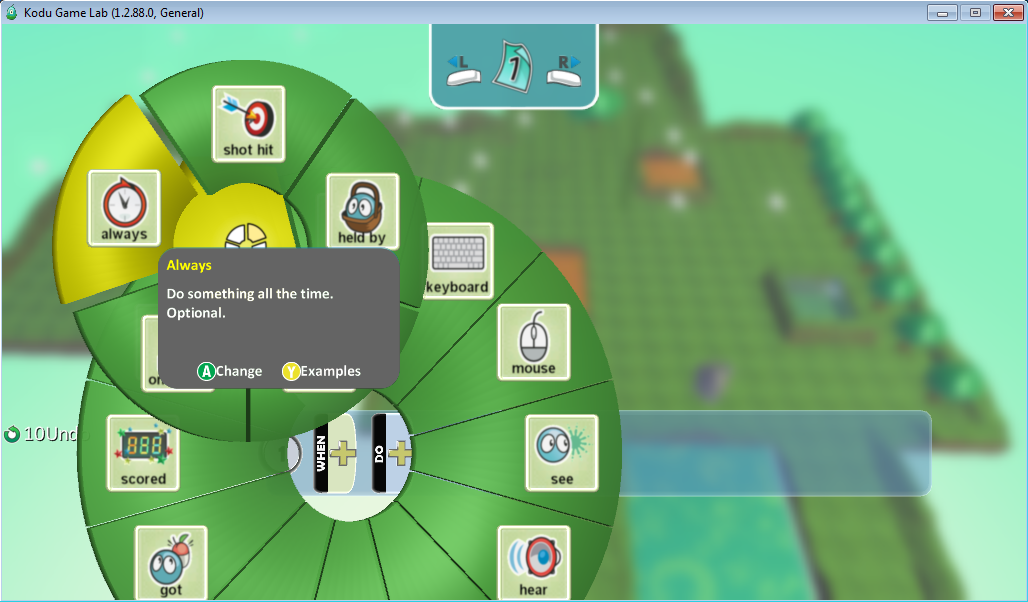 Kodu Game Lab (1.2.88.0, General)
L
1
R
shot hit
always
held by
keyboard
Always
Do something all the time.
Optional.
A Change
Y Examples
mouse
on
WHEN
DO
10Und
scored
see
got
hear